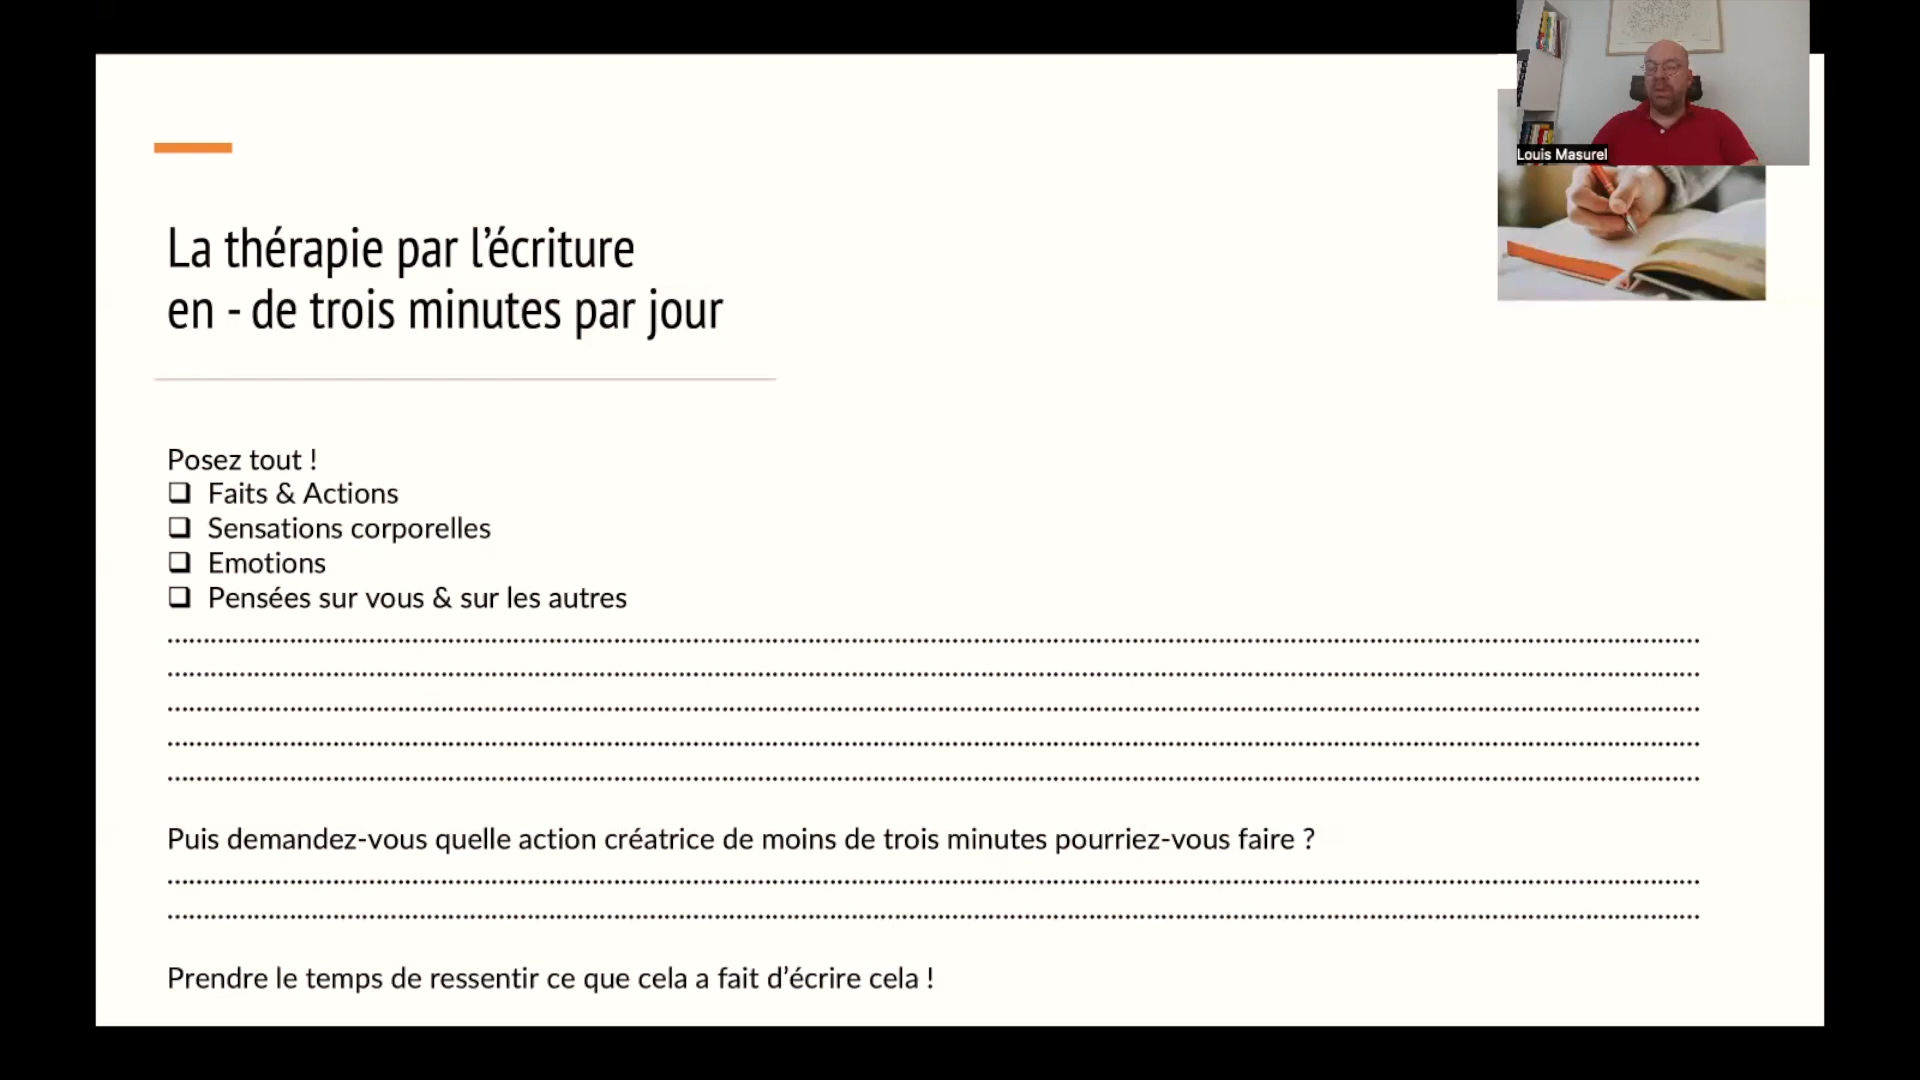 Louis Masurel
La thérapie par l’écriture
en - de trois minutes par jour
Posez tout !
❑ Faits & Actions
❑ Sensations corporelles
❑ Emotions
❑ Pensées sur vous & sur les autres
Puis demandez-vous quelle action créatrice de moins de trois minutes pourriez-vous faire ?
Prendre le temps de ressentir ce que cela a fait d’écrire cela !